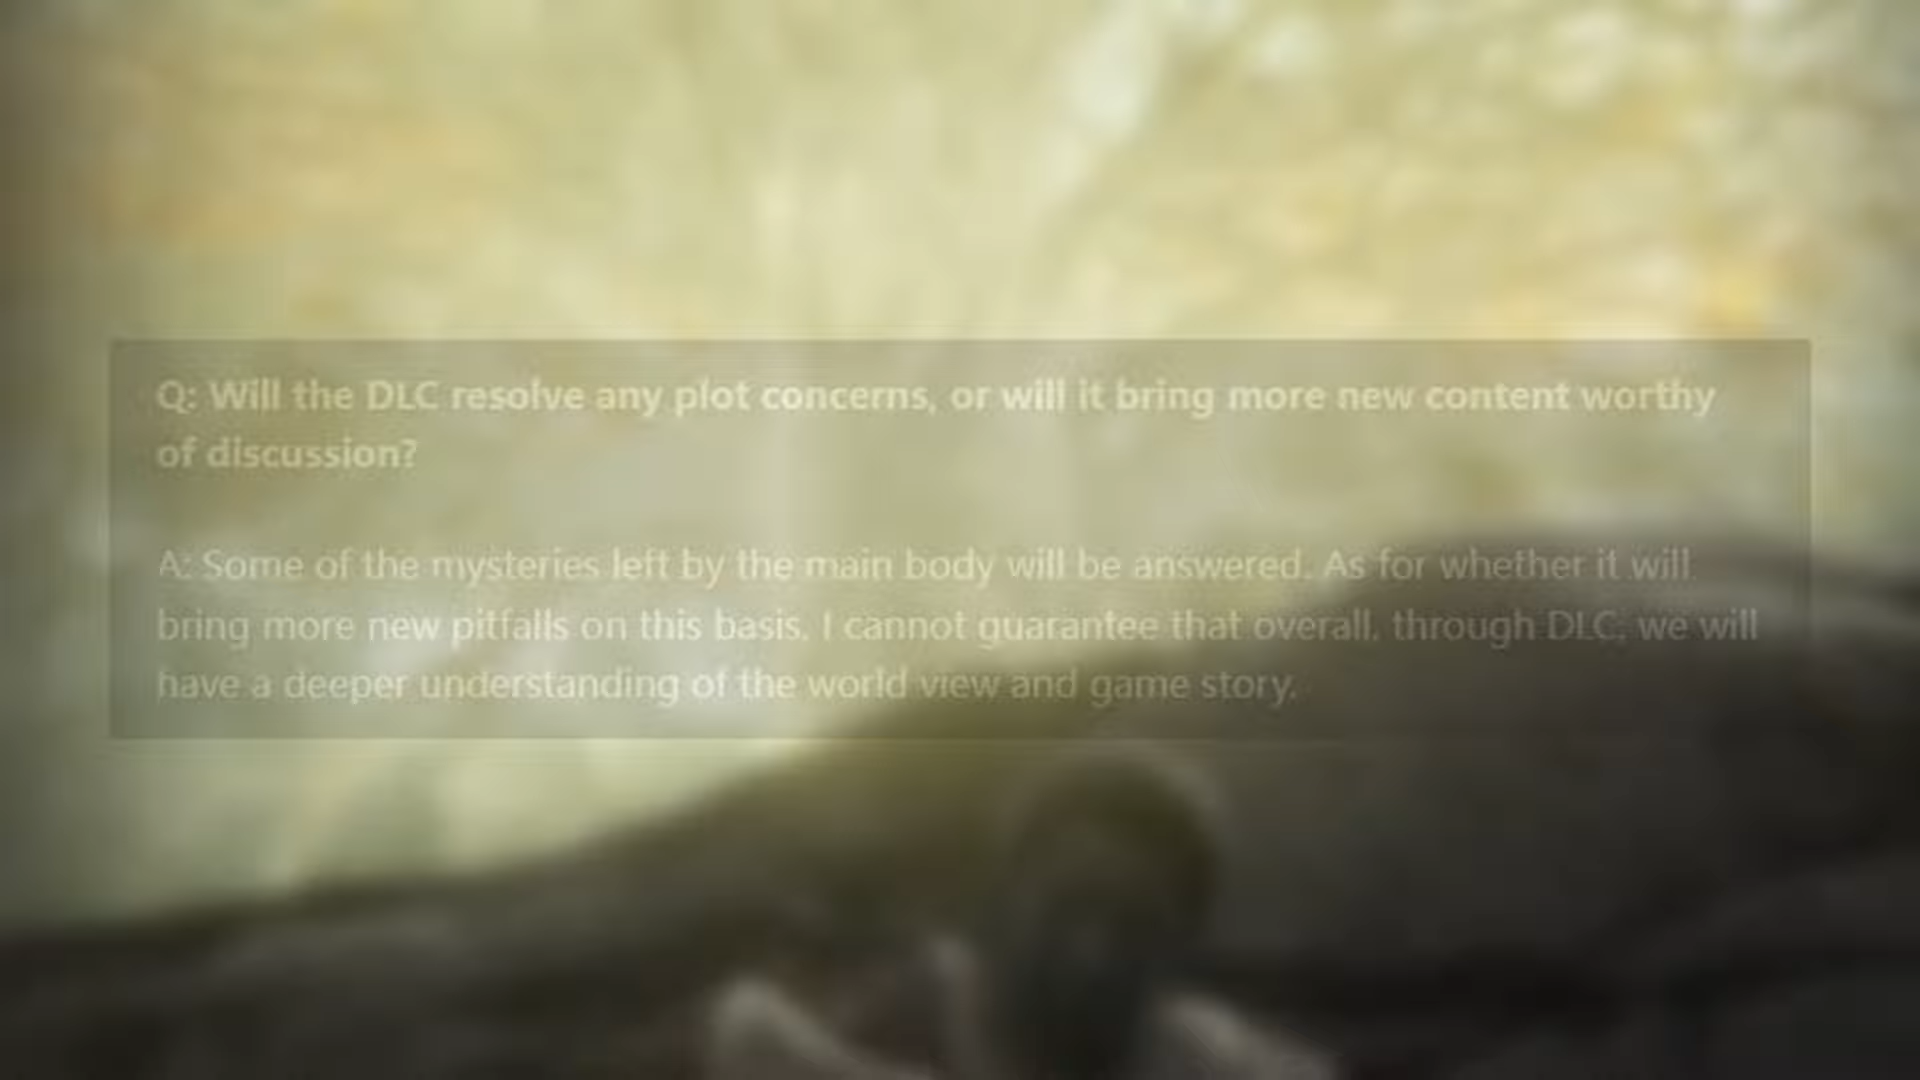 Q: Will the DLC resolve any plot concerns, or will it bring more new content worthy
of discussion?
A: Some of the mysteries left by the main body will be answered. As for whether it will
bring more new pitfalls on this basis, I cannot guarantee that overall, through DLC, we will
have a deeper understanding of the world view and game story.